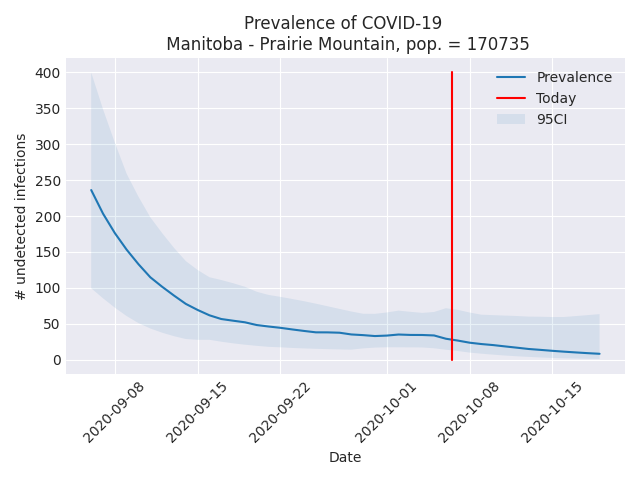 Prevalence of COVID-19
Manitoba - Prairie Mountain, pop. = 170735
400
350
300
250
200
150
100
50
0
# undetected infections
Prevalence
Today
95CI
2020-09-08
2020-09-15
2020-09-22
2020-10-01
2020-10-08
2020-10-15
Date